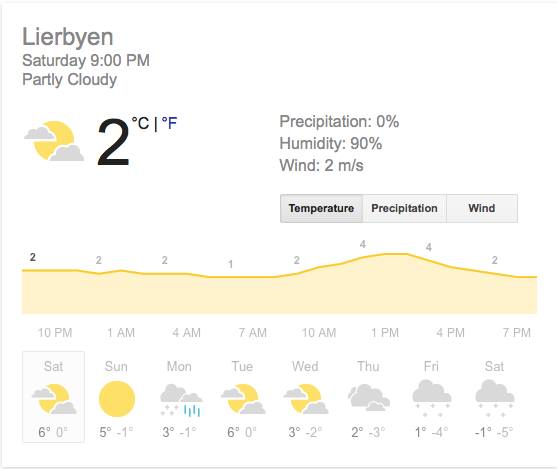 Lierbyen
Saturday 9:00 PM
Partly Cloudy
2 °C | °F
Precipitation: 0%
Humidity: 90%
Wind: 2 m/s
Temperature Precipitation Wind
2 2 2 1 2 4 4 2
10 PM 1 AM 4 AM 7 AM 10 AM 1 PM 4 PM 7 PM
Sat Sun Mon Tue Wed Thu Fri Sat
6° 0° 5° -1° 3° -1° 6° 0° 3° -2° 2° -3° 1° -4° -1° -5°